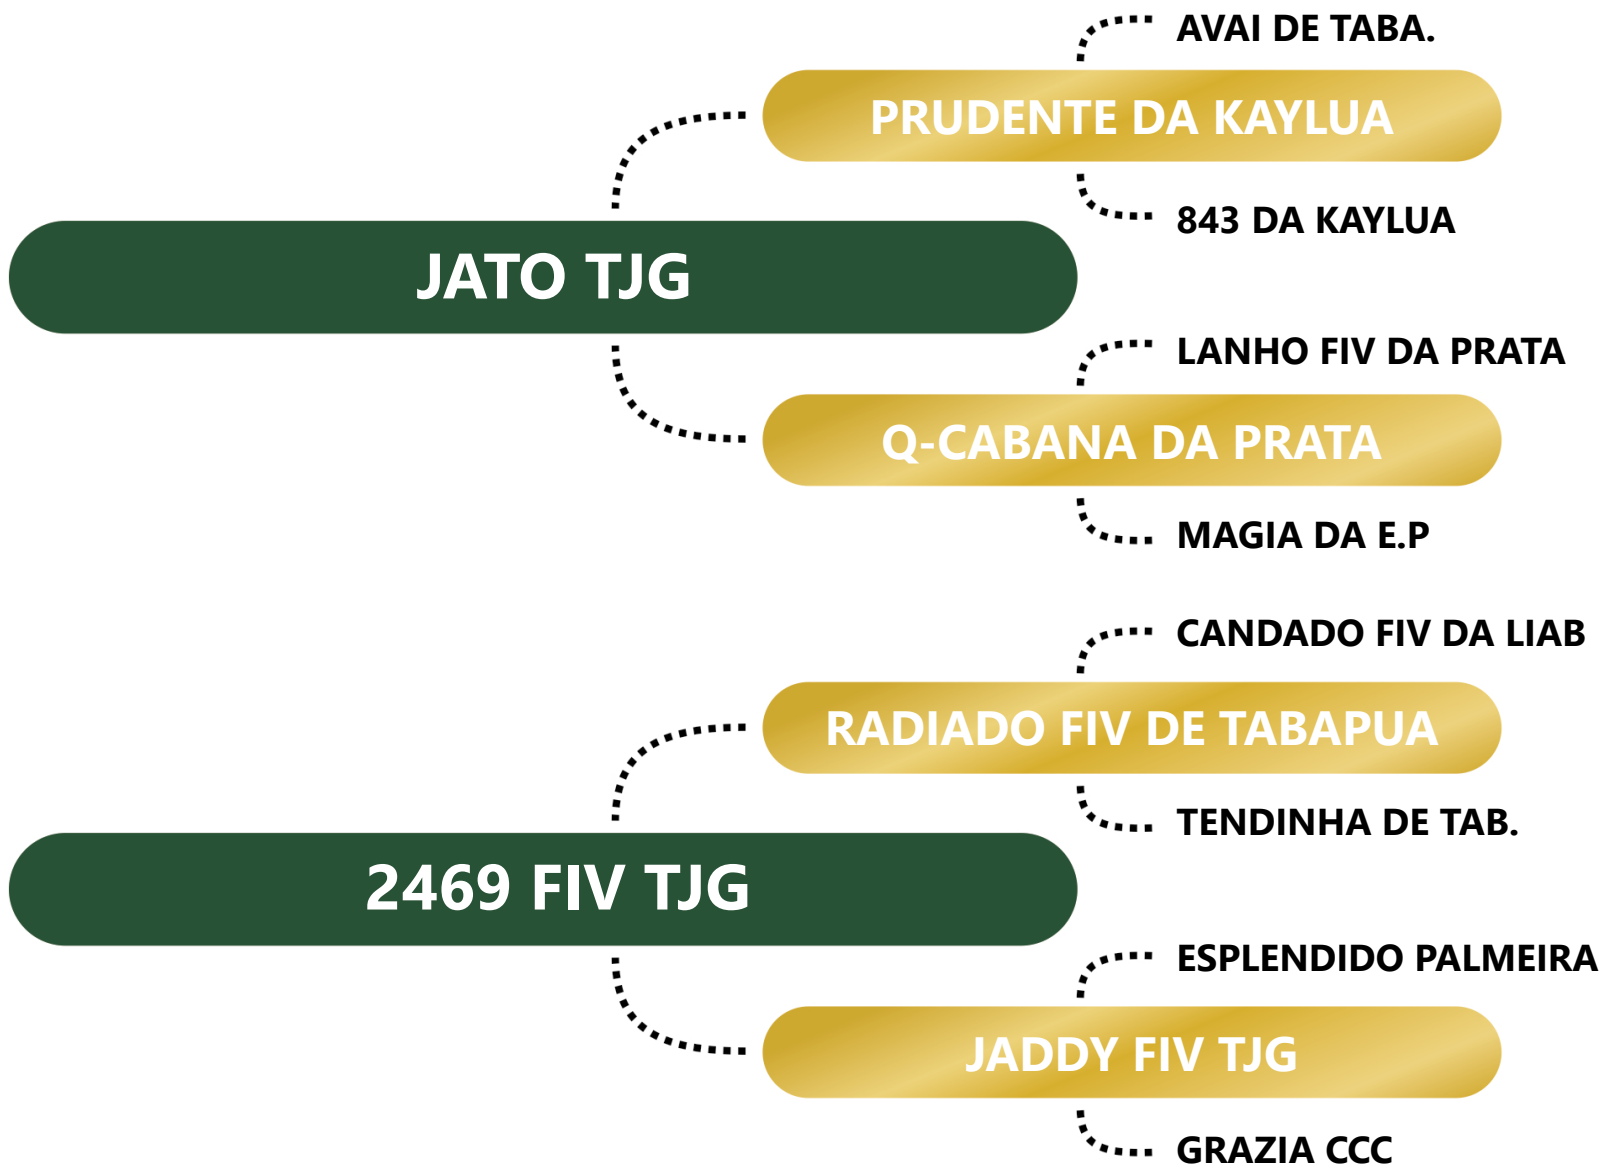 AVAI DE TABA.
PRUDENTE DA KAYLUA
843 DA KAYLUA
JATO TJG
LANHO FIV DA PRATA
Q-CABANA DA PRATA
MAGIA DA E.P
CANDADO FIV DA LIAB
RADIADO FIV DE TABAPUA
TENDINHA DE TAB.
2469 FIV TJG
ESPLENDIDO PALMEIRA
JADDY FIV TJG
GRAZIA CCC